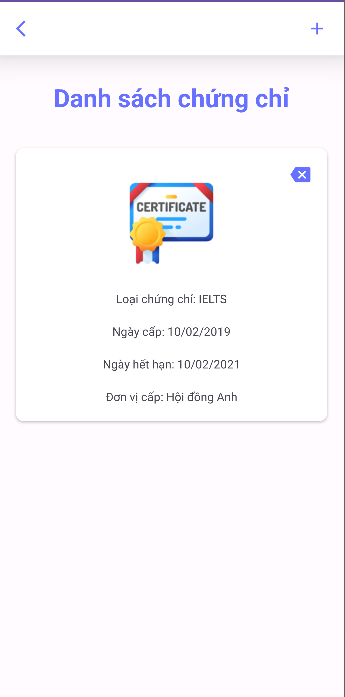 Danh sách chứng chỉ
CERTIFICATE
Loại chứng chỉ: IELTS
Ngày cấp: 10/02/2019
Ngày hết hạn: 10/02/2021
Đơn vị cấp: Hội đồng Anh